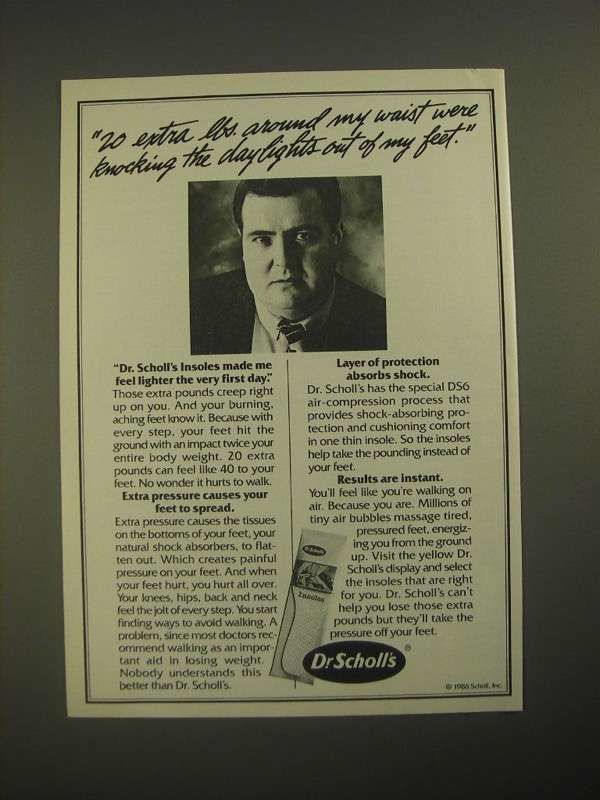 "20 extra lbs. around my waist were
knocking the daylights out of my feet."
"Dr. Scholl's Insoles made me
feel lighter the very first day."
Those extra pounds creep right
up on you. And your burning,
aching feet know it. Because with
every step, your feet hit the
ground with an impact twice your
entire body weight. 20 extra
pounds can feel like 40 to your
feet. No wonder it hurts to walk.
Extra pressure causes your
feet to spread.
Extra pressure causes the tissues
on the bottoms of your feet, your
natural shock absorbers, to flat-
ten out. Which creates painful
pressure on your feet. And when
your feet hurt, you hurt all over.
Your knees, hips, back and neck
feel the jolt of every step. You start
finding ways to avoid walking. A
problem, since most doctors rec-
ommend walking as an impor-
tant aid in losing weight.
Nobody understands this
better than Dr. Scholl's.
Layer of protection
absorbs shock.
Dr. Scholl's has the special DS6
air-compression process that
provides shock-absorbing pro-
tection and cushioning comfort
in one thin insole. So the insoles
help take the pounding instead of
your feet.
Results are instant.
You'll feel like you're walking on
air. Because you are. Millions of
tiny air bubbles massage tired,
pressured feet, energiz-
ing you from the ground
up. Visit the yellow Dr.
Scholl's display and select
the insoles that are right
for you. Dr. Scholl's can't
help you lose those extra
pounds but they'll take the
pressure off your feet.
Dr Scholl's
Insoles
Dr Scholl's ®
© 1986 Scholl, Inc.